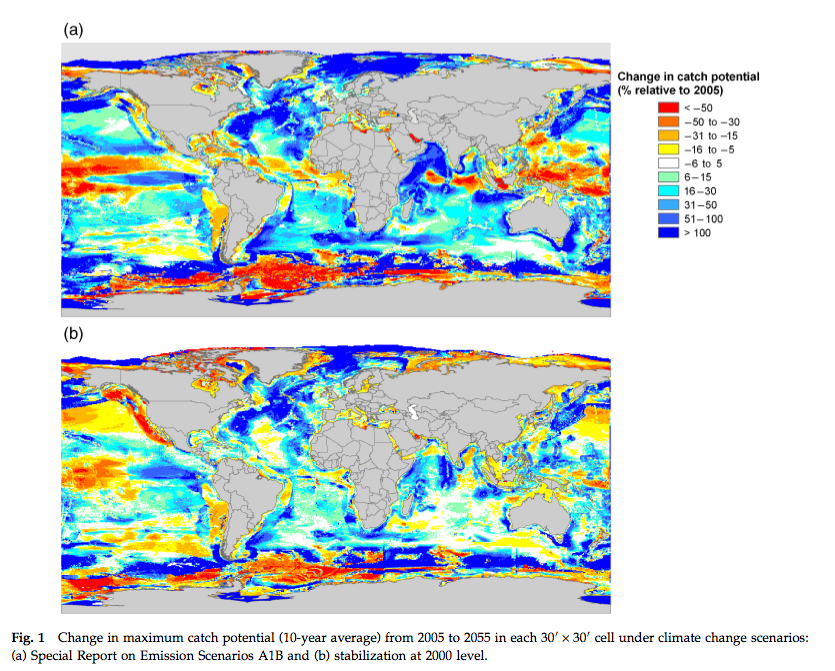 (a)
Change in catch potential
(% relative to 2005)
< −50
−50 to −30
−31 to −15
−16 to −5
−6 to 5
6−15
16−30
31−50
51−100
> 100
(b)
Fig. 1 Change in maximum catch potential (10-year average) from 2005 to 2055 in each 30′ × 30′ cell under climate change scenarios:
(a) Special Report on Emission Scenarios A1B and (b) stabilization at 2000 level.